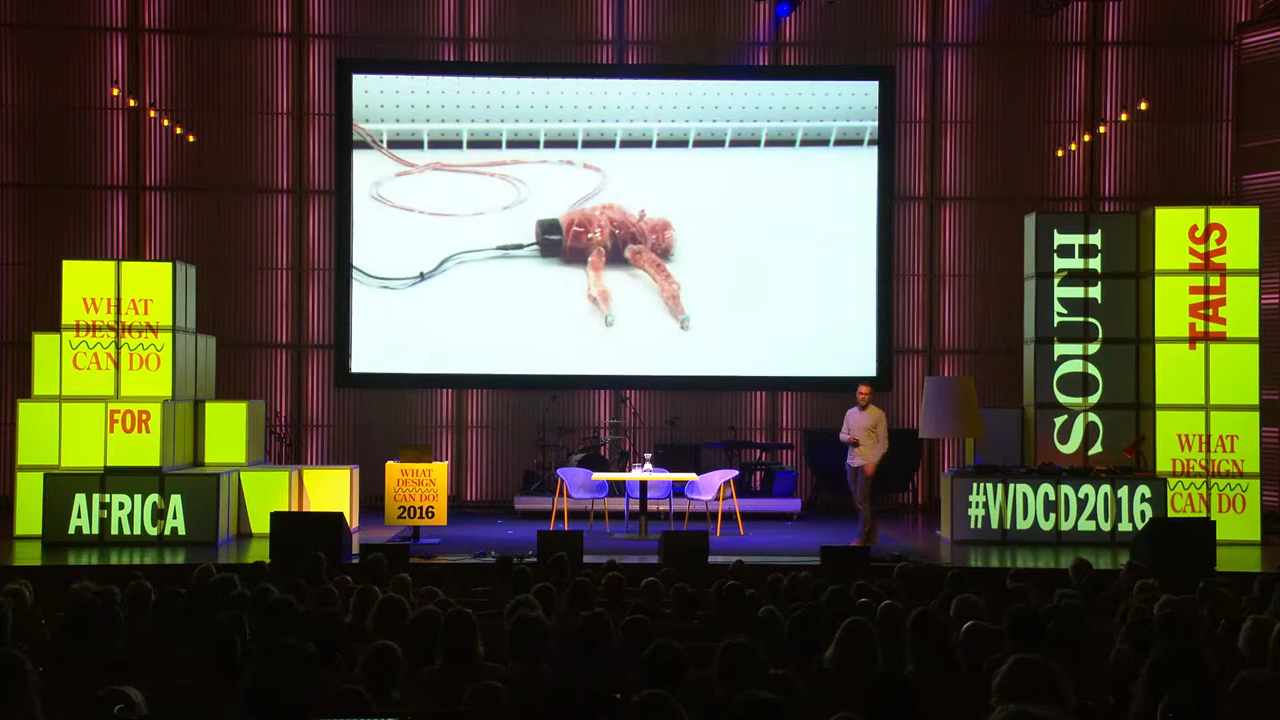 WHAT
DESIGN
CAN DO
FOR
AFRICA
WHAT
DESIGN
CAN DO!
2016
SOUTH
TALKS
WHAT
DESIGN
CAN DO
#WDCD2016